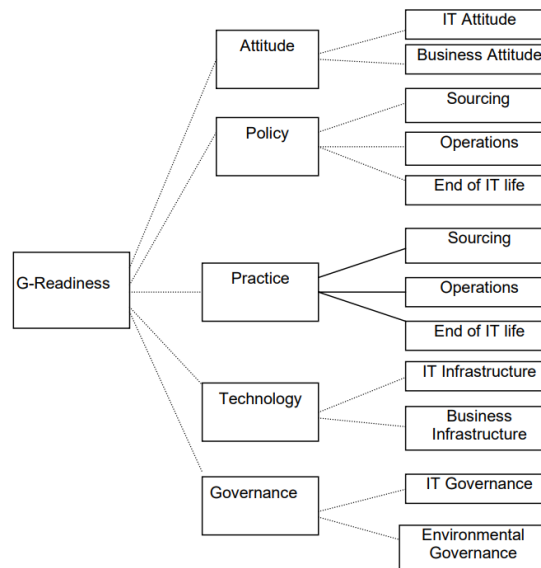 IT Attitude
Attitude
Business Attitude
Sourcing
Policy
Operations
End of IT life
Sourcing
G-Readiness
Practice
Operations
End of IT life
IT Infrastructure
Technology
Business
Infrastructure
IT Governance
Governance
Environmental
Governance